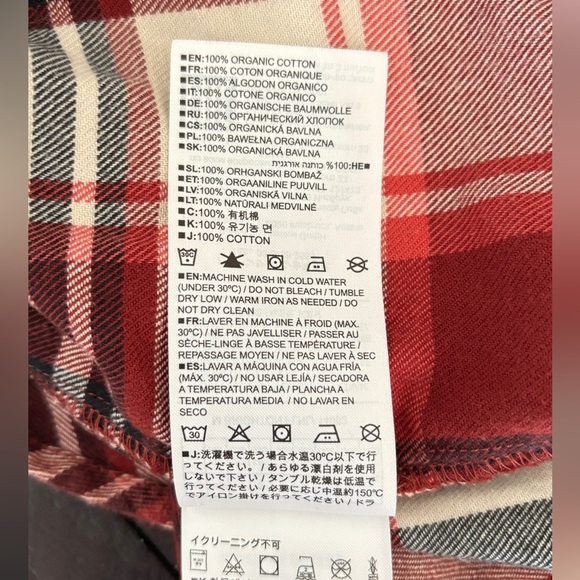 ■EN:100% ORGANIC COTTON
■FR:100% COTON ORGANIQUE
■ES:100% ALGODON ORGANICO
■IT:100% COTONE ORGANICO
■DE:100% ORGANISCHE BAUMWOLLE
■RU:100% ОРГАНИЧЕСКИЙ ХЛОПОК
■CS:100% ORGANICKÁ BAVLNA
■PL:100% BAWEŁNA ORGANICZNA
■SK:100% ORGANICKÁ BAVLNA
■HE:100% כותנה אורגנית
■SL:100% ORHGANSKI BOMBAŽ
■ET:100% ORGAANILINE PUUVILL
■LV:100% ORGANISKĀ VILNA
■LT:100% NATŪRALI MEDVILNĖ
■C:100% 有机棉
■K:100% 유기농 면
■J:100% COTTON
30C
■EN:MACHINE WASH IN COLD WATER
(UNDER 30ºC) / DO NOT BLEACH / TUMBLE
DRY LOW / WARM IRON AS NEEDED / DO
NOT DRY CLEAN
■FR:LAVER EN MACHINE À FROID (MAX.
30ºC) / NE PAS JAVELLISER / PASSER AU
SÈCHE-LINGE À BASSE TEMPÉRATURE /
REPASSAGE MOYEN / NE PAS LAVER À SEC
■ES:LAVAR A MÁQUINA CON AGUA FRÍA
(MÁX. 30ºC) / NO USAR LEJÍA / SECADORA
A TEMPERATURA BAJA / PLANCHA A
TEMPERATURA MEDIA / NO LAVAR EN
SECO
30
■J:洗濯機で洗う場合水温30℃以下で行
ってください。/ あらゆる漂白剤を使用
しないで下さい/ タンブル乾燥は低温で
行ってください/ 必要に応じ中温約150℃
でアイロン掛けを行ってください/ ドラ
イクリーニング不可